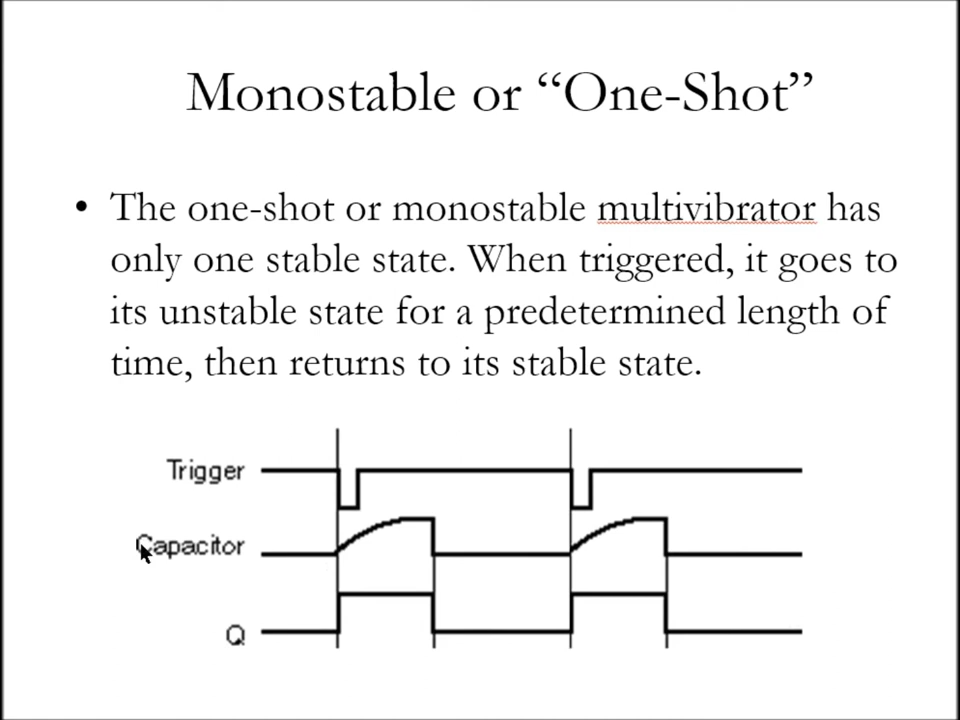 Monostable or “One-Shot”
• The one-shot or monostable multivibrator has
only one stable state. When triggered, it goes to
its unstable state for a predetermined length of
time, then returns to its stable state.
Trigger
Capacitor
Q